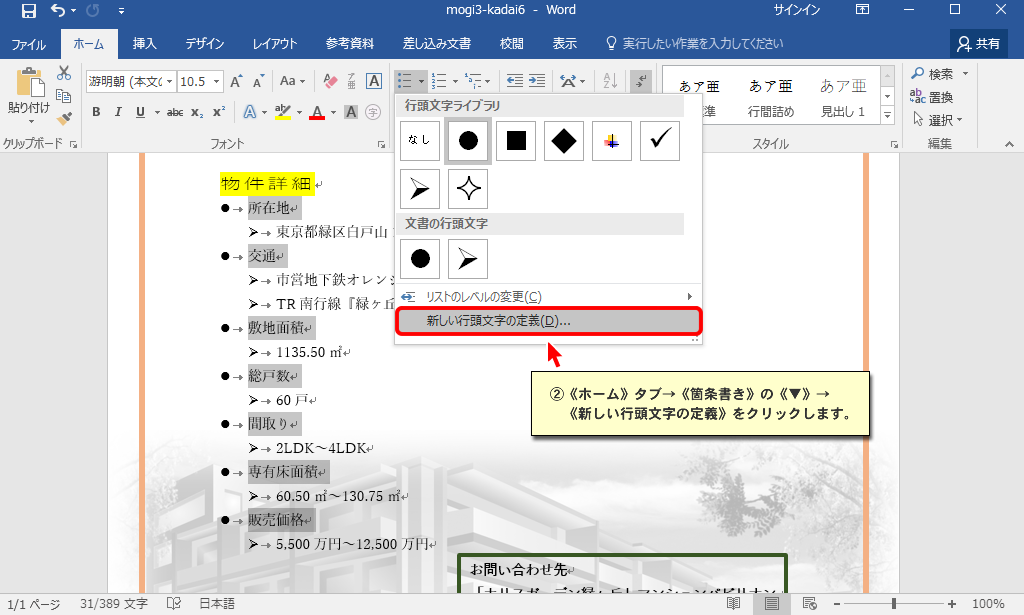 mogi3-kadai6 - Word
サインイン
ファイル
ホーム
挿入
デザイン
レイアウト
参考資料
差し込み文書
校閲
表示
実行したい作業を入力してください
共有
貼り付け
クリップボード
游明朝 (本文の
10.5
A A Aa
B I U abc x₂ x²
フォント
あア亜
あア亜
あア亜
準
行間詰め
見出し 1
スタイル
検索
置換
選択
編集
行頭文字ライブラリ
なし
文書の行頭文字
リストのレベルの変更(C)
新しい行頭文字の定義(D)...
②《ホーム》タブ→《箇条書き》の《▼》→
《新しい行頭文字の定義》をクリックします。
物件詳細
●→所在地
➢→東京都緑区白戸山
●→交通
➢→市営地下鉄オレン
➢→TR 南行線『緑ヶ丘
●→敷地面積
➢→1135.50 ㎡
●→総戸数
➢→60 戸
●→間取り
➢→2LDK～4LDK
●→専有床面積
➢→60.50 ㎡～130.75 ㎡
●→販売価格
➢→5,500 万円～12,500 万円
お問い合わせ先
1/1 ページ
31/389 文字
日本語
100%